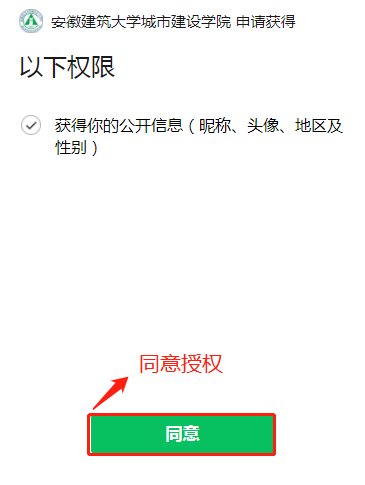 安徽建筑大学城市建设学院 申请获得
以下权限
获得你的公开信息（昵称、头像、地区及
性别）
同意授权
同意